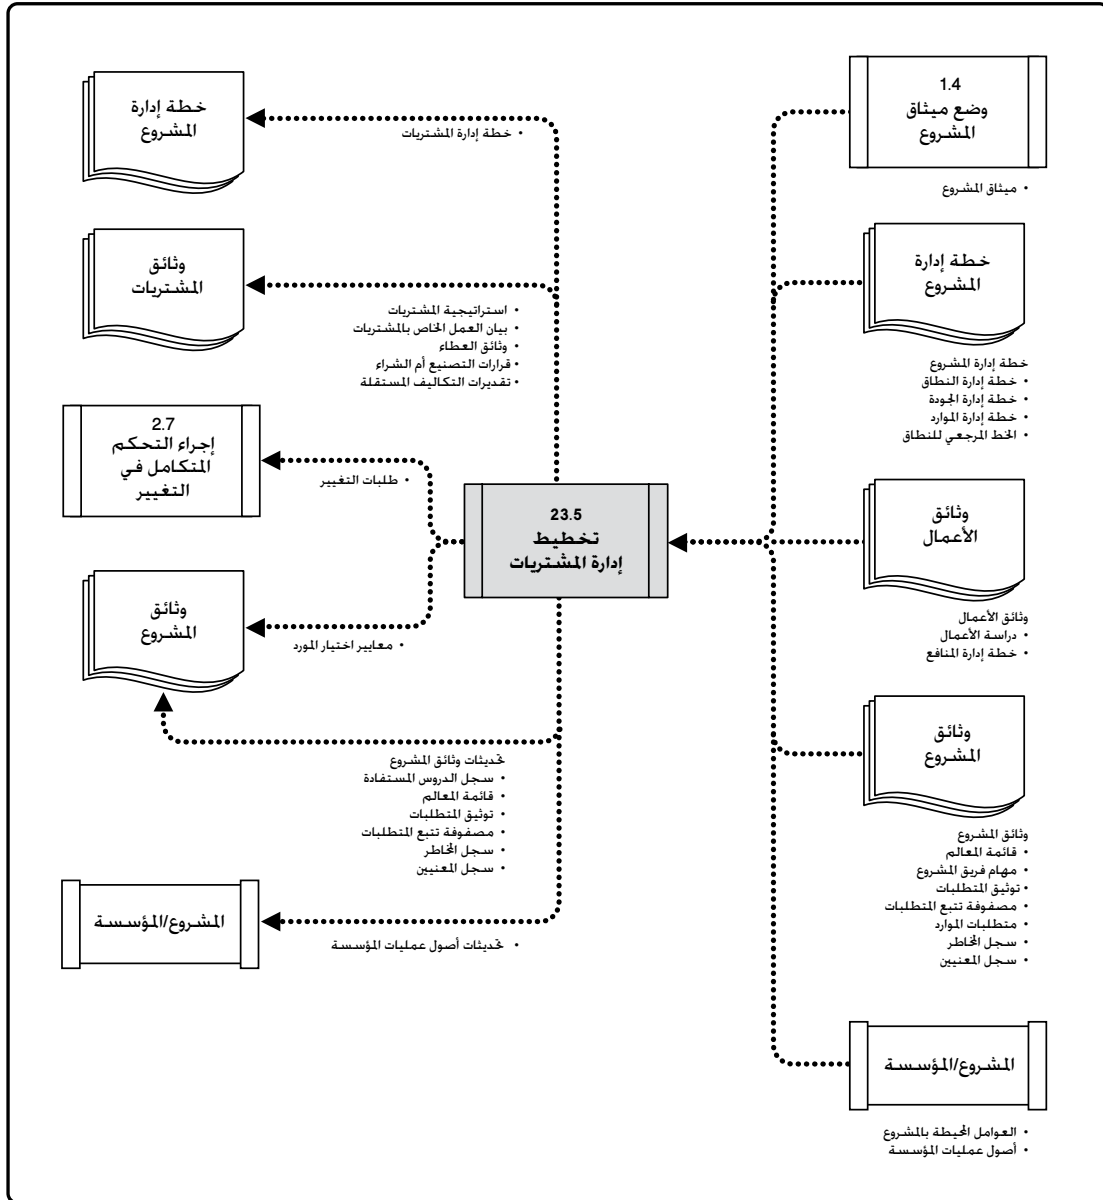 1.4
وضع ميثاق
المشروع
• ميثاق المشروع
خطة إدارة
المشروع
خطة إدارة المشروع
• خطة إدارة النطاق
• خطة إدارة الجودة
• خطة إدارة الموارد
• الخط المرجعي للنطاق
وثائق
الأعمال
وثائق الأعمال
• دراسة الأعمال
• خطة إدارة المنافع
وثائق
المشروع
وثائق المشروع
• قائمة المعالم
• مهام فريق المشروع
• توثيق المتطلبات
• مصفوفة تتبع المتطلبات
• متطلبات الموارد
• سجل المخاطر
• سجل المعنيين
المشروع/المؤسسة
• العوامل المحيطة بالمشروع
• أصول عمليات المؤسسة
23.5
تخطيط
إدارة المشتريات
خطة إدارة
المشروع
• خطة إدارة المشتريات
وثائق
المشتريات
• استراتيجية المشتريات
• بيان العمل الخاص بالمشتريات
• وثائق العطاء
• قرارات التصنيع أم الشراء
• تقديرات التكاليف المستقلة
2.7
إجراء التحكم
المتكامل في
التغيير
• طلبات التغيير
وثائق
المشروع
• معايير اختيار المورد
تحديثات وثائق المشروع
• سجل الدروس المستفادة
• قائمة المعالم
• توثيق المتطلبات
• مصفوفة تتبع المتطلبات
• سجل المخاطر
• سجل المعنيين
المشروع/المؤسسة
• تحديثات أصول عمليات المؤسسة